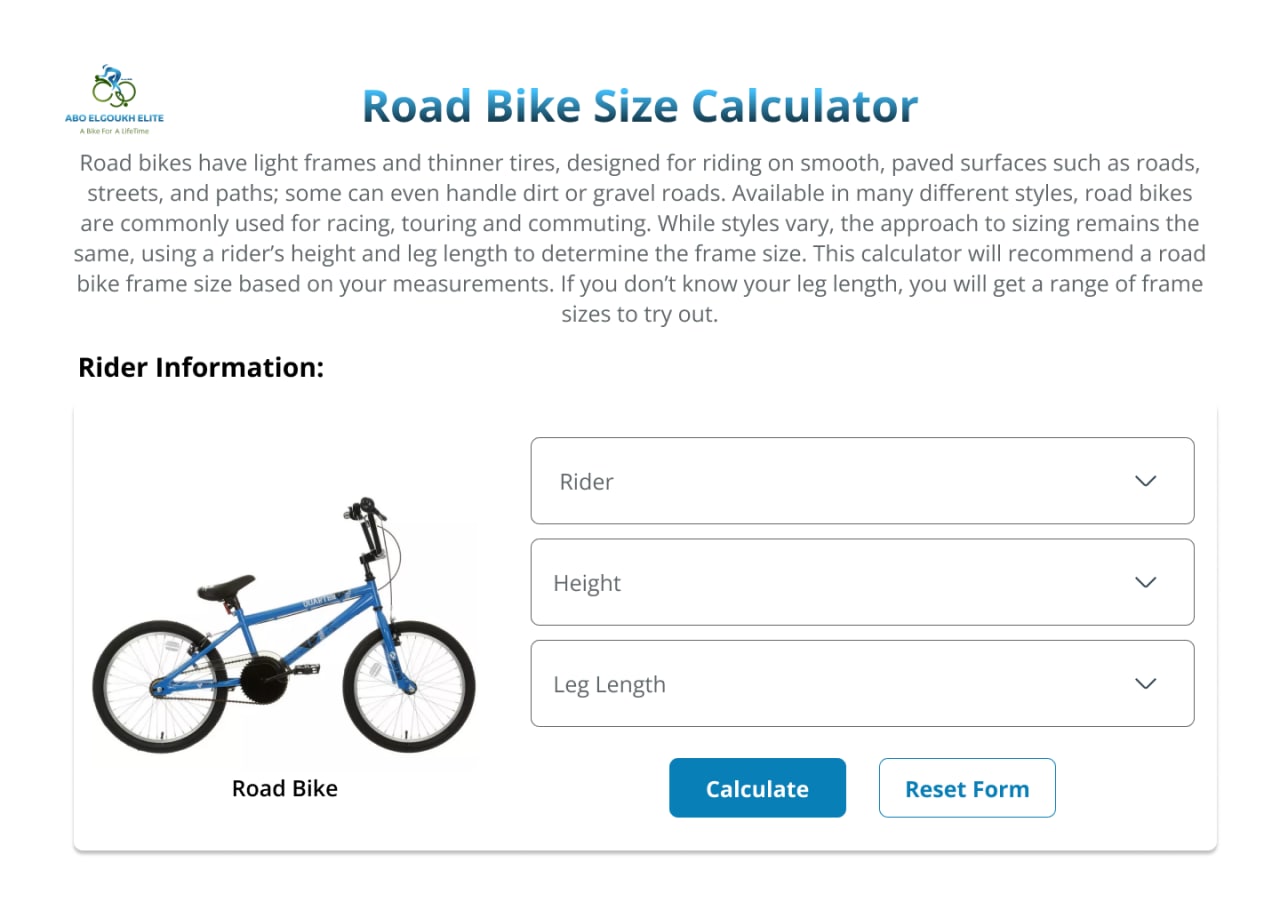 ABO ELGOUKH ELITE
A Bike For A LifeTime
Road Bike Size Calculator
Road bikes have light frames and thinner tires, designed for riding on smooth, paved surfaces such as roads,
streets, and paths; some can even handle dirt or gravel roads. Available in many different styles, road bikes
are commonly used for racing, touring and commuting. While styles vary, the approach to sizing remains the
same, using a rider’s height and leg length to determine the frame size. This calculator will recommend a road
bike frame size based on your measurements. If you don’t know your leg length, you will get a range of frame
sizes to try out.
Rider Information:
Rider
Height
Leg Length
Road Bike
Calculate
Reset Form